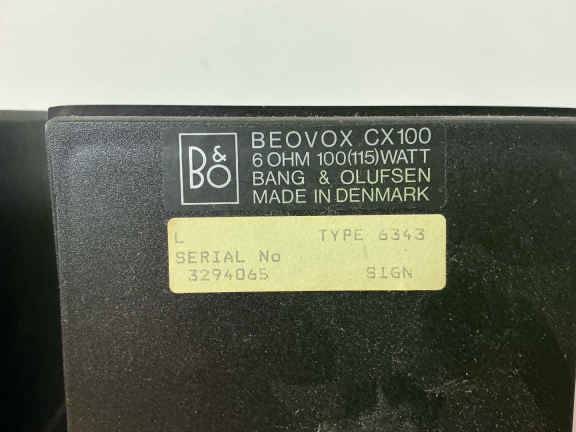 B&O
BEOVOX CX100
6 OHM 100(115)WATT
BANG & OLUFSEN
MADE IN DENMARK
L TYPE 6343
SERIAL No
3294065 SIGN